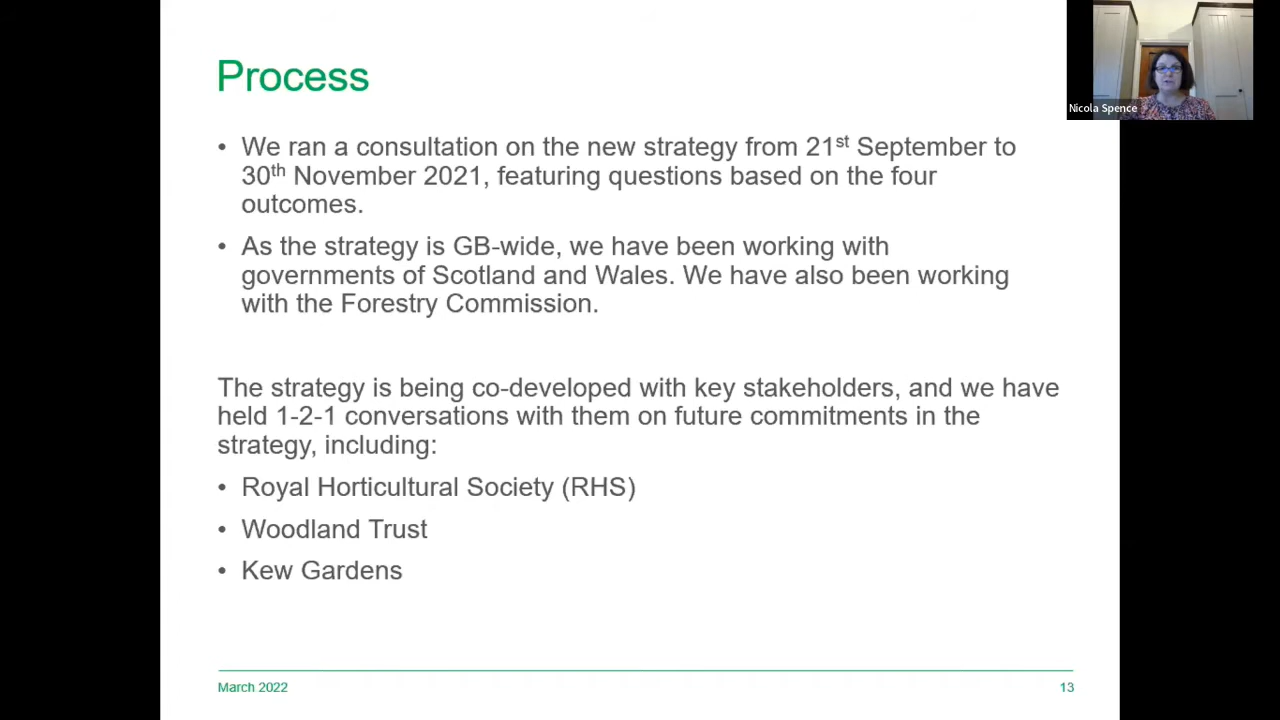 Process
• We ran a consultation on the new strategy from 21st September to
30th November 2021, featuring questions based on the four
outcomes.
• As the strategy is GB-wide, we have been working with
governments of Scotland and Wales. We have also been working
with the Forestry Commission.
The strategy is being co-developed with key stakeholders, and we have
held 1-2-1 conversations with them on future commitments in the
strategy, including:
• Royal Horticultural Society (RHS)
• Woodland Trust
• Kew Gardens
March 2022
13
Nicola Spence